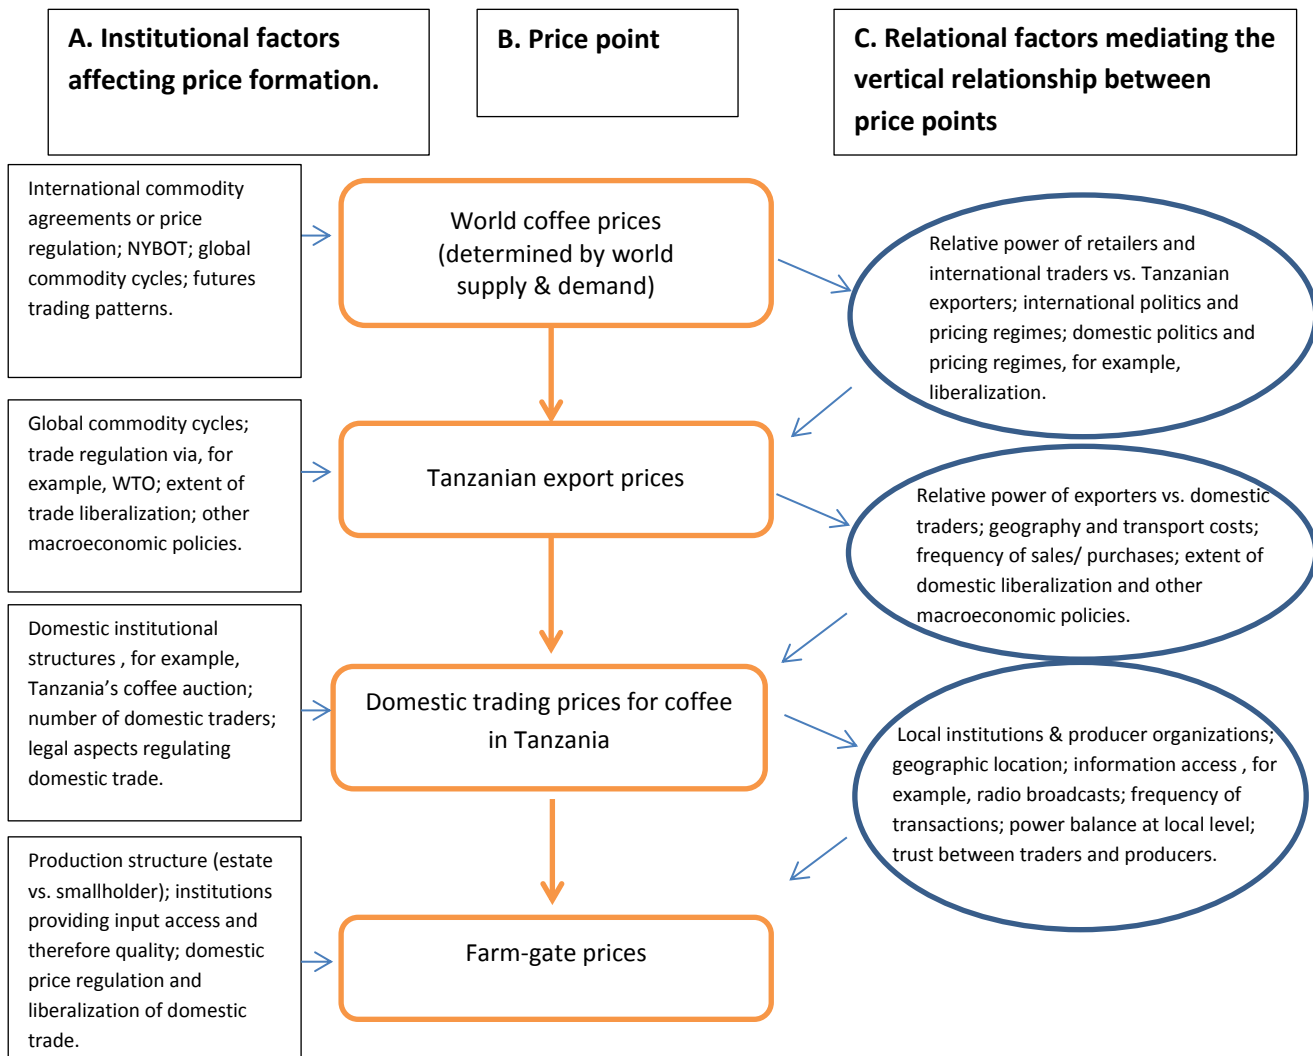 A. Institutional factors
affecting price formation.
B. Price point
C. Relational factors mediating the
vertical relationship between
price points
International commodity
agreements or price
regulation; NYBOT; global
commodity cycles; futures
trading patterns.
World coffee prices
(determined by world
supply & demand)
Relative power of retailers and
international traders vs. Tanzanian
exporters; international politics and
pricing regimes; domestic politics and
pricing regimes, for example,
liberalization.
Global commodity cycles;
trade regulation via, for
example, WTO; extent of
trade liberalization; other
macroeconomic policies.
Tanzanian export prices
Relative power of exporters vs. domestic
traders; geography and transport costs;
frequency of sales/ purchases; extent of
domestic liberalization and other
macroeconomic policies.
Domestic institutional
structures , for example,
Tanzania’s coffee auction;
number of domestic traders;
legal aspects regulating
domestic trade.
Domestic trading prices for coffee
in Tanzania
Local institutions & producer organizations;
geographic location; information access , for
example, radio broadcasts; frequency of
transactions; power balance at local level;
trust between traders and producers.
Production structure (estate
vs. smallholder); institutions
providing input access and
therefore quality; domestic
price regulation and
liberalization of domestic
trade.
Farm-gate prices